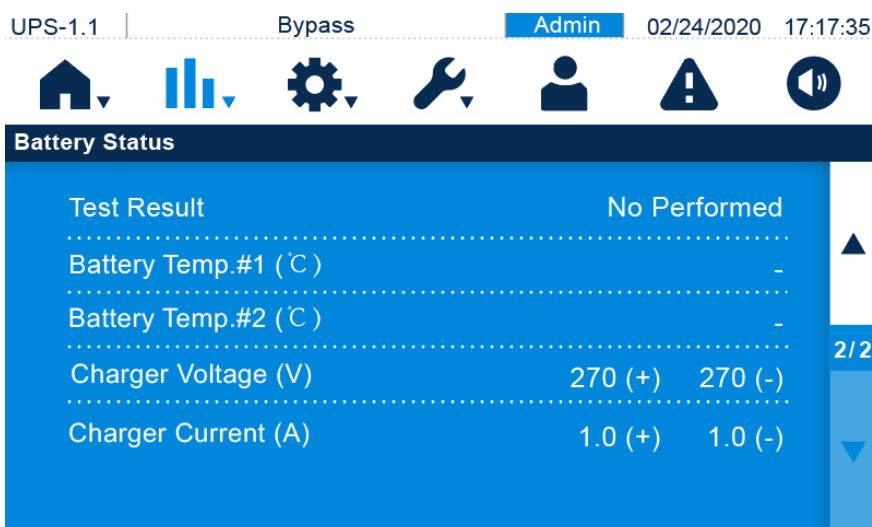 UPS-1.1 Bypass Admin 02/24/2020 17:17:35
Battery Status
Test Result No Performed
Battery Temp.#1 (℃) -
Battery Temp.#2 (℃) -
2/2
Charger Voltage (V) 270 (+) 270 (-)
Charger Current (A) 1.0 (+) 1.0 (-)